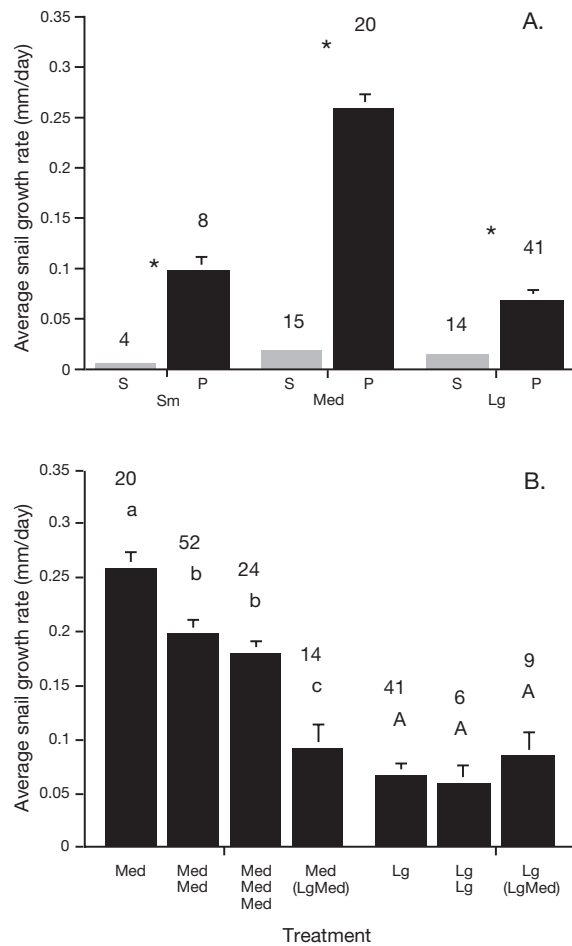 A.
Average snail growth rate (mm/day)
0.35
0.3
0.25
0.2
0.15
0.1
0.05
0
4
*
8
15
*
20
14
*
41
S P S P S P
Sm Med Lg
B.
Average snail growth rate (mm/day)
0.35
0.3
0.25
0.2
0.15
0.1
0.05
0
20
a
52
b
24
b
14
c
41
A
6
A
9
A
Med
Med
Med
Med
Med
Med
Med
(LgMed)
Lg
Lg
Lg
Lg
(LgMed)
Treatment